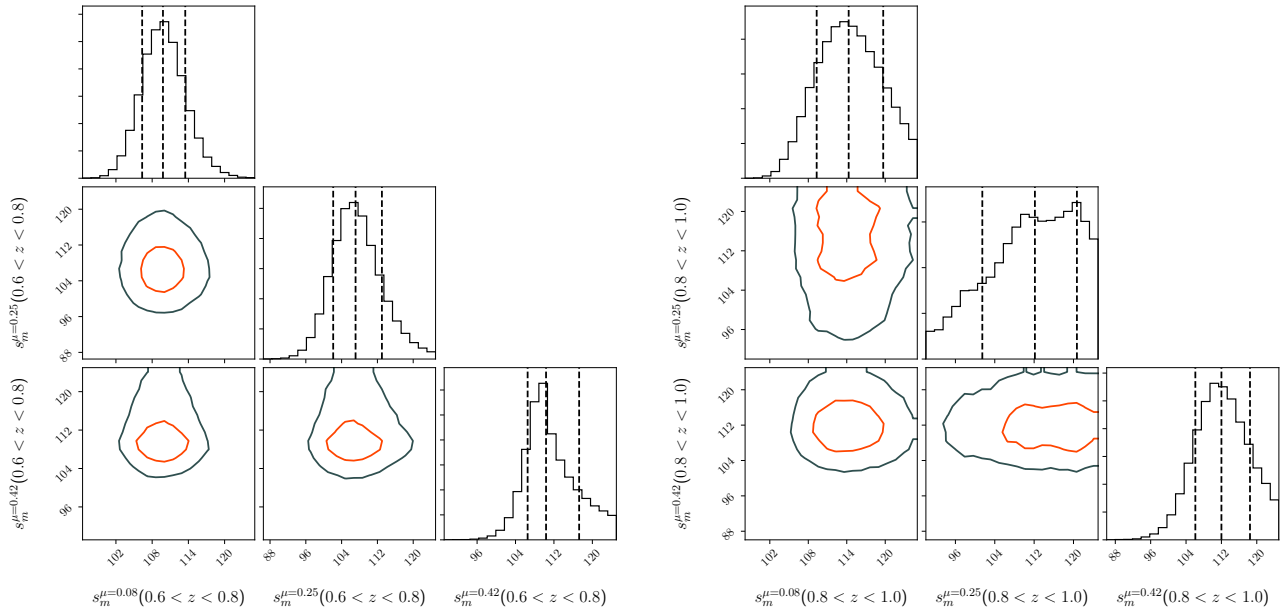 120
112
104
96
88
s_m^{μ=0.25}(0.6 < z < 0.8)
120
112
104
96
s_m^{μ=0.42}(0.6 < z < 0.8)
102 108 114 120
88 96 104 112 120
96 104 112 120
s_m^{μ=0.08}(0.6 < z < 0.8)
s_m^{μ=0.25}(0.6 < z < 0.8)
s_m^{μ=0.42}(0.6 < z < 0.8)
120
112
104
96
s_m^{μ=0.25}(0.8 < z < 1.0)
120
112
104
96
88
s_m^{μ=0.42}(0.8 < z < 1.0)
102 108 114 120
96 104 112 120
88 96 104 112 120
s_m^{μ=0.08}(0.8 < z < 1.0)
s_m^{μ=0.25}(0.8 < z < 1.0)
s_m^{μ=0.42}(0.8 < z < 1.0)